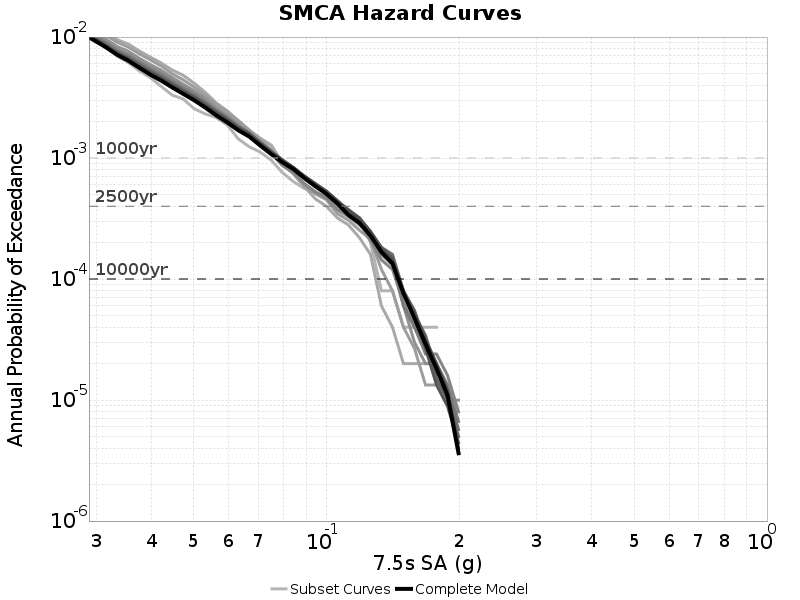 SMCA Hazard Curves
Annual Probability of Exceedance
10-2
10-3
10-4
10-5
10-6
1000yr
2500yr
10000yr
3 4 5 6 7 10-1 2 3 4 5 6 7 8 100
7.5s SA (g)
Subset Curves Complete Model